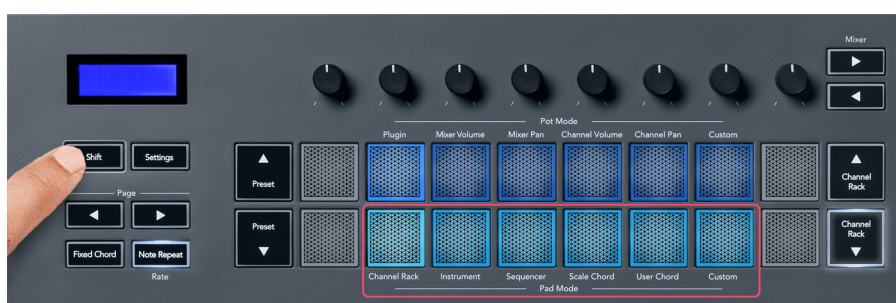 Mixer
Pot Mode
Plugin Mixer Volume Mixer Pan Channel Volume Channel Pan Custom
Shift Settings
Preset
Channel
Rack
Page
Preset
Channel
Rack
Fixed Chord Note Repeat
Rate
Channel Rack Instrument Sequencer Scale Chord User Chord Custom
Pad Mode